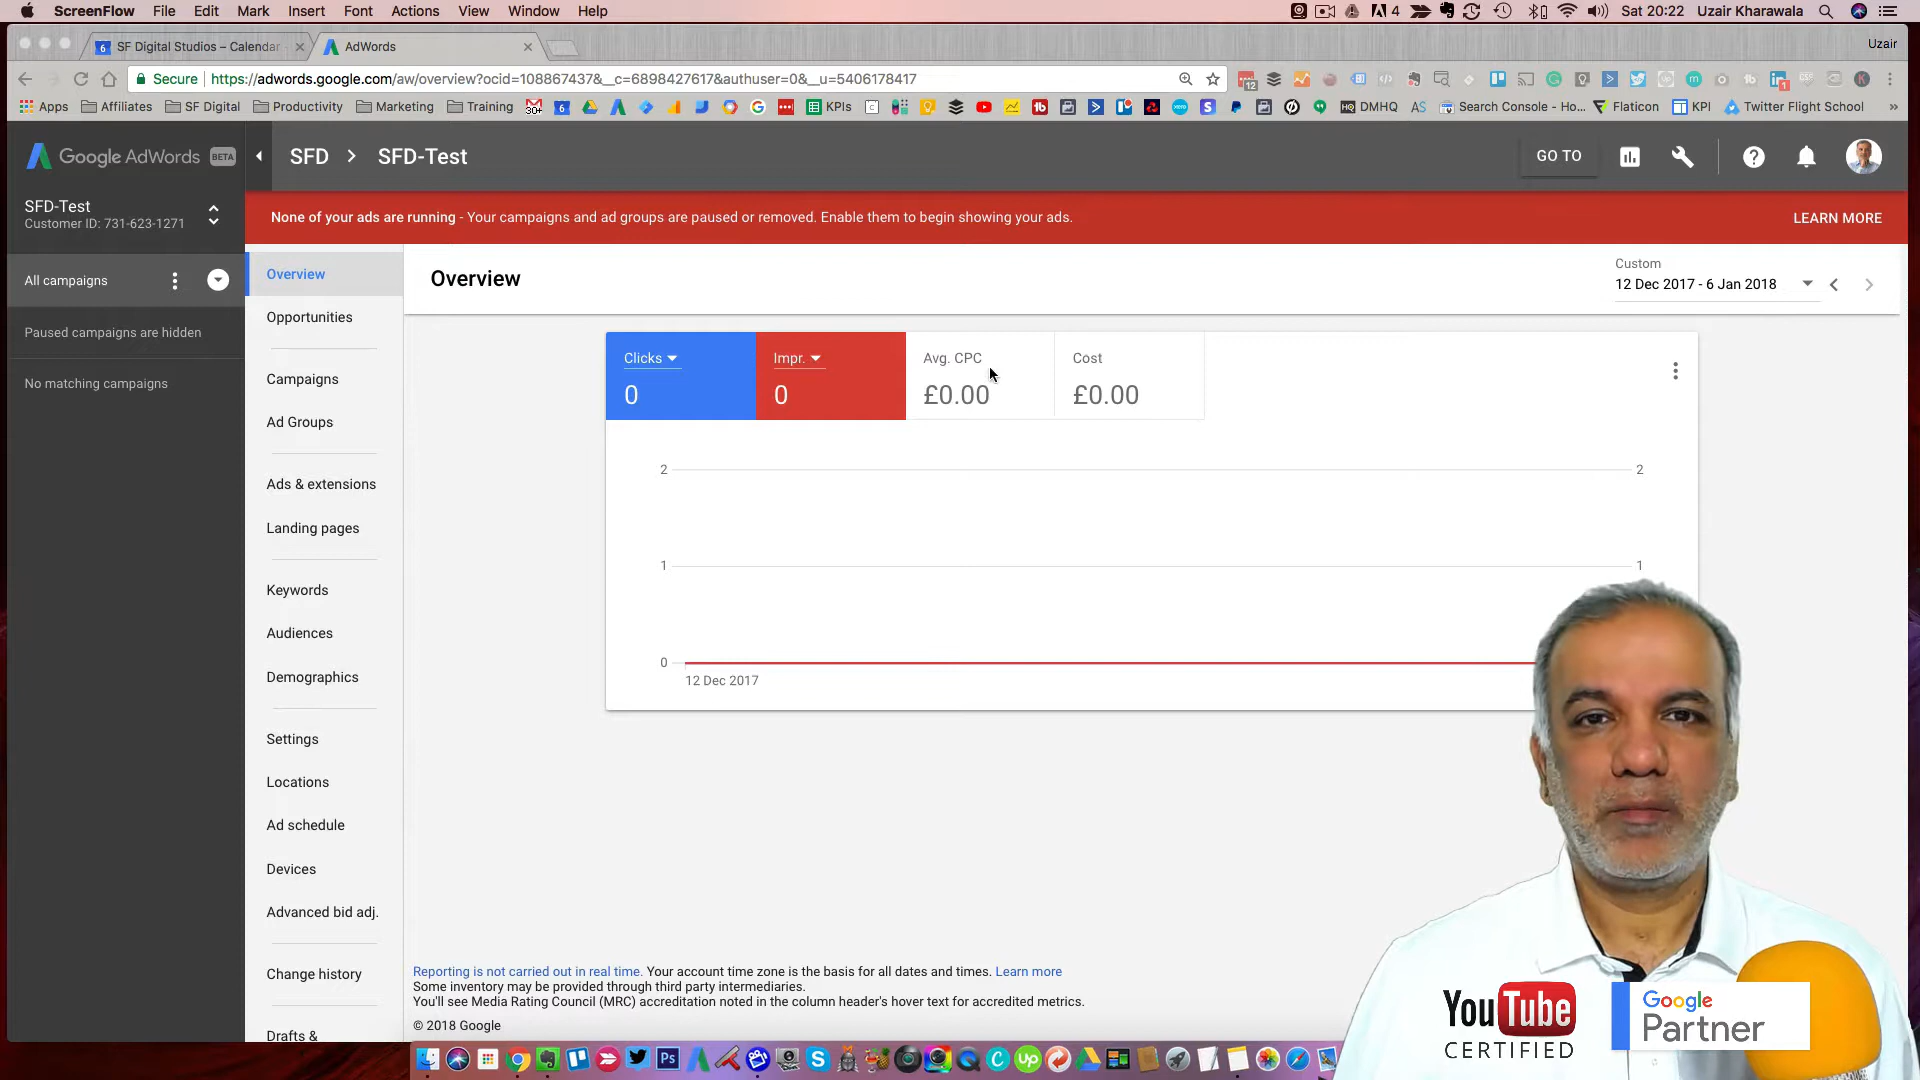 ScreenFlow File Edit Mark Insert Font Actions View Window Help 4 Sat 20:22 Uzair Kharawala
6 SF Digital Studios – Calendar AdWords Uzair
Secure https://adwords.google.com/aw/overview?ocid=108867437&__c=6898427617&authuser=0&__u=5406178417
Apps Affiliates SF Digital Productivity Marketing Training KPIs DMHQ AS Search Console - Ho... Flaticon KPI Twitter Flight School »
Google AdWords BETA SFD SFD-Test GO TO
SFD-Test
Customer ID: 731-623-1271
None of your ads are running - Your campaigns and ad groups are paused or removed. Enable them to begin showing your ads. LEARN MORE
All campaigns
Paused campaigns are hidden
No matching campaigns
Overview
Opportunities
Campaigns
Ad Groups
Ads & extensions
Landing pages
Keywords
Audiences
Demographics
Settings
Locations
Ad schedule
Devices
Advanced bid adj.
Change history
Drafts &
Overview
Custom
12 Dec 2017 - 6 Jan 2018
Clicks Impr. Avg. CPC Cost
0 0 £0.00 £0.00
2 2
1 1
0
12 Dec 2017
Reporting is not carried out in real time. Your account time zone is the basis for all dates and times. Learn more
Some inventory may be provided through third party intermediaries.
You'll see Media Rating Council (MRC) accreditation noted in the column header's hover text for accredited metrics.
© 2018 Google
YouTube
CERTIFIED
Google
Partner